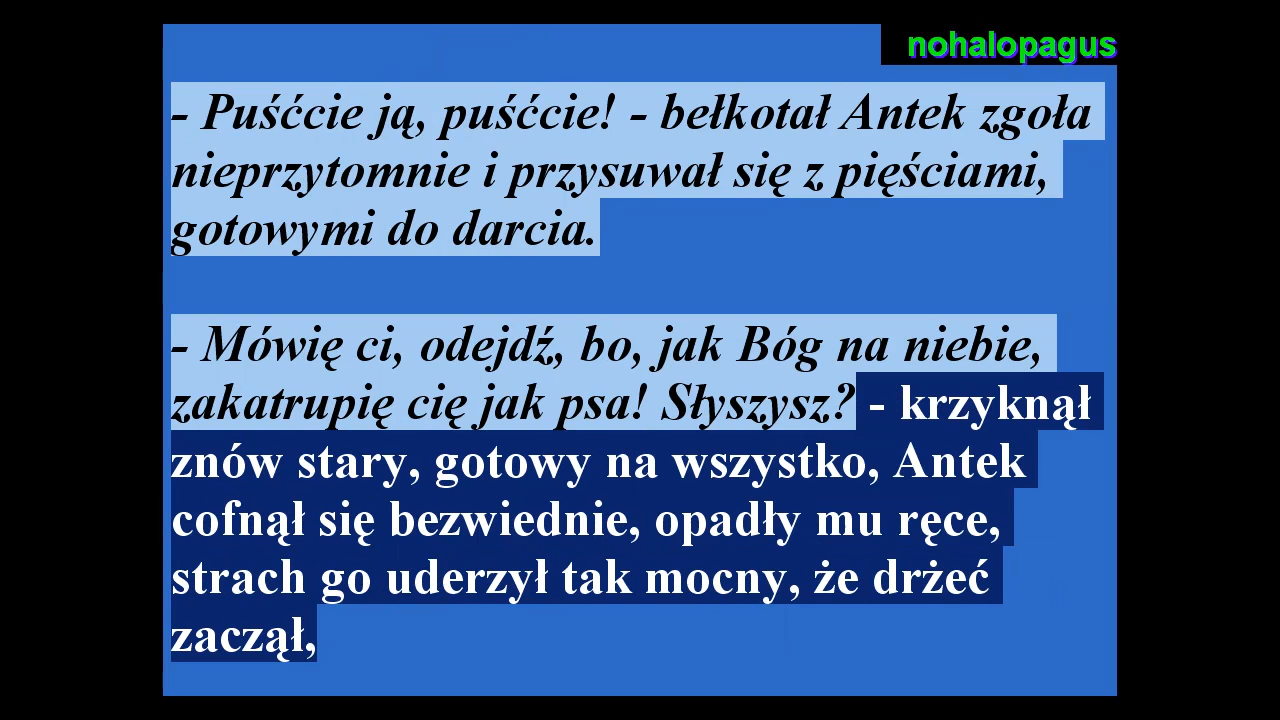 nohalopagus
- Puśćcie ją, puśćcie! - bełkotał Antek zgoła
nieprzytomnie i przysuwał się z pięściami,
gotowymi do darcia.
- Mówię ci, odejdź, bo, jak Bóg na niebie,
zakatrupię cię jak psa! Słyszysz? - krzyknął
znów stary, gotowy na wszystko, Antek
cofnął się bezwiednie, opadły mu ręce,
strach go uderzył tak mocny, że drżeć
zaczął,